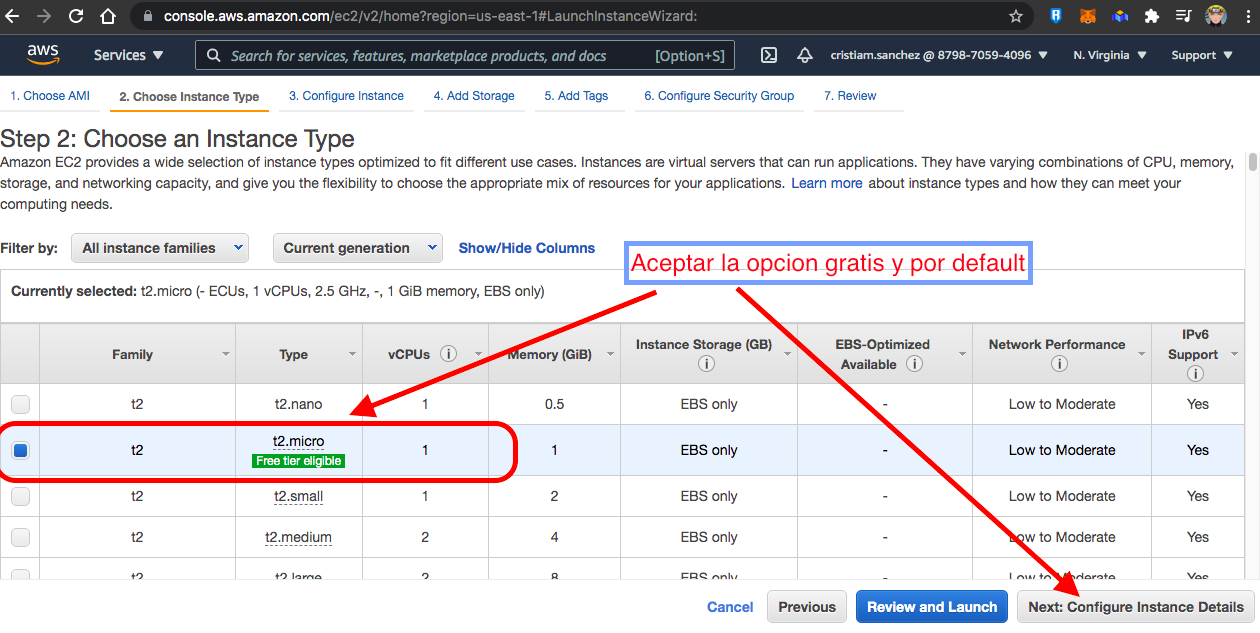 console.aws.amazon.com/ec2/v2/home?region=us-east-1#LaunchInstanceWizard:
aws
Services
Search for services, features, marketplace products, and docs
[Option+S]
cristiam.sanchez @ 8798-7059-4096
N. Virginia
Support
1. Choose AMI
2. Choose Instance Type
3. Configure Instance
4. Add Storage
5. Add Tags
6. Configure Security Group
7. Review
Step 2: Choose an Instance Type
Amazon EC2 provides a wide selection of instance types optimized to fit different use cases. Instances are virtual servers that can run applications. They have varying combinations of CPU, memory,
storage, and networking capacity, and give you the flexibility to choose the appropriate mix of resources for your applications. Learn more about instance types and how they can meet your
computing needs.
Filter by:
All instance families
Current generation
Show/Hide Columns
Aceptar la opcion gratis y por default
Currently selected: t2.micro (- ECUs, 1 vCPUs, 2.5 GHz, -, 1 GiB memory, EBS only)
Family
Type
vCPUs
Memory (GiB)
Instance Storage (GB)
EBS-Optimized
Available
Network Performance
IPv6
Support
t2 t2.nano 1 0.5 EBS only - Low to Moderate Yes
t2 t2.micro 1 1 EBS only - Low to Moderate Yes
Free tier eligible
t2 t2.small 1 2 EBS only - Low to Moderate Yes
t2 t2.medium 2 4 EBS only - Low to Moderate Yes
t2 t2.large 2 8 EBS only Low to Moderate Yes
Cancel
Previous
Review and Launch
Next: Configure Instance Details